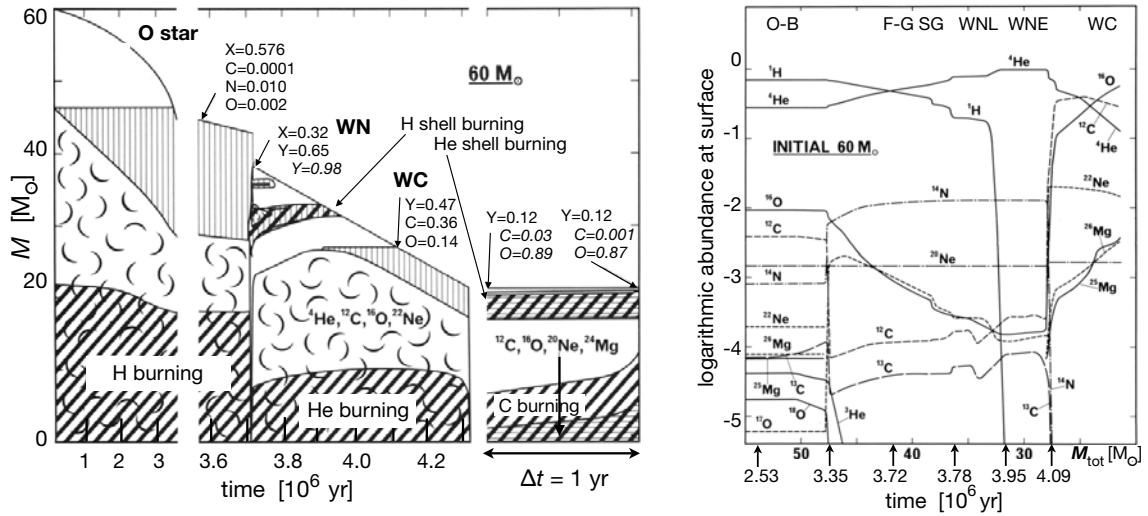 60
40
20
0
M [M⊙]
O star
X=0.576
C=0.0001
N=0.010
O=0.002
60 M⊙
X=0.32
Y=0.65
Y=0.98
WN
H shell burning
He shell burning
WC
Y=0.47
C=0.36
O=0.14
Y=0.12
C=0.03
O=0.89
Y=0.12
C=0.001
O=0.87
⁴He,¹²C,¹⁶O,²²Ne
¹²C,¹⁶O,²⁰Ne,²⁴Mg
H burning
He burning
C burning
1 2 3 3.6 3.8 4.0 4.2
time [10⁶ yr]
Δt = 1 yr
O-B F-G SG WNL WNE WC
logarithmic abundance at surface
0
-1
-2
-3
-4
-5
¹H
⁴He
⁴He
¹H
¹⁶O
¹²C
⁴He
INITIAL 60 M⊙
¹⁶O
¹²C
¹⁴N
²²Ne
²⁶Mg
²⁵Mg
¹³C
¹⁸O
¹⁷O
³He
¹⁴N
²⁰Ne
¹²C
¹³C
²²Ne
²⁶Mg
²⁵Mg
¹⁴N
¹³C
50 40 30 Mtot [M⊙]
2.53 3.35 3.72 3.78 3.95 4.09
time [10⁶ yr]